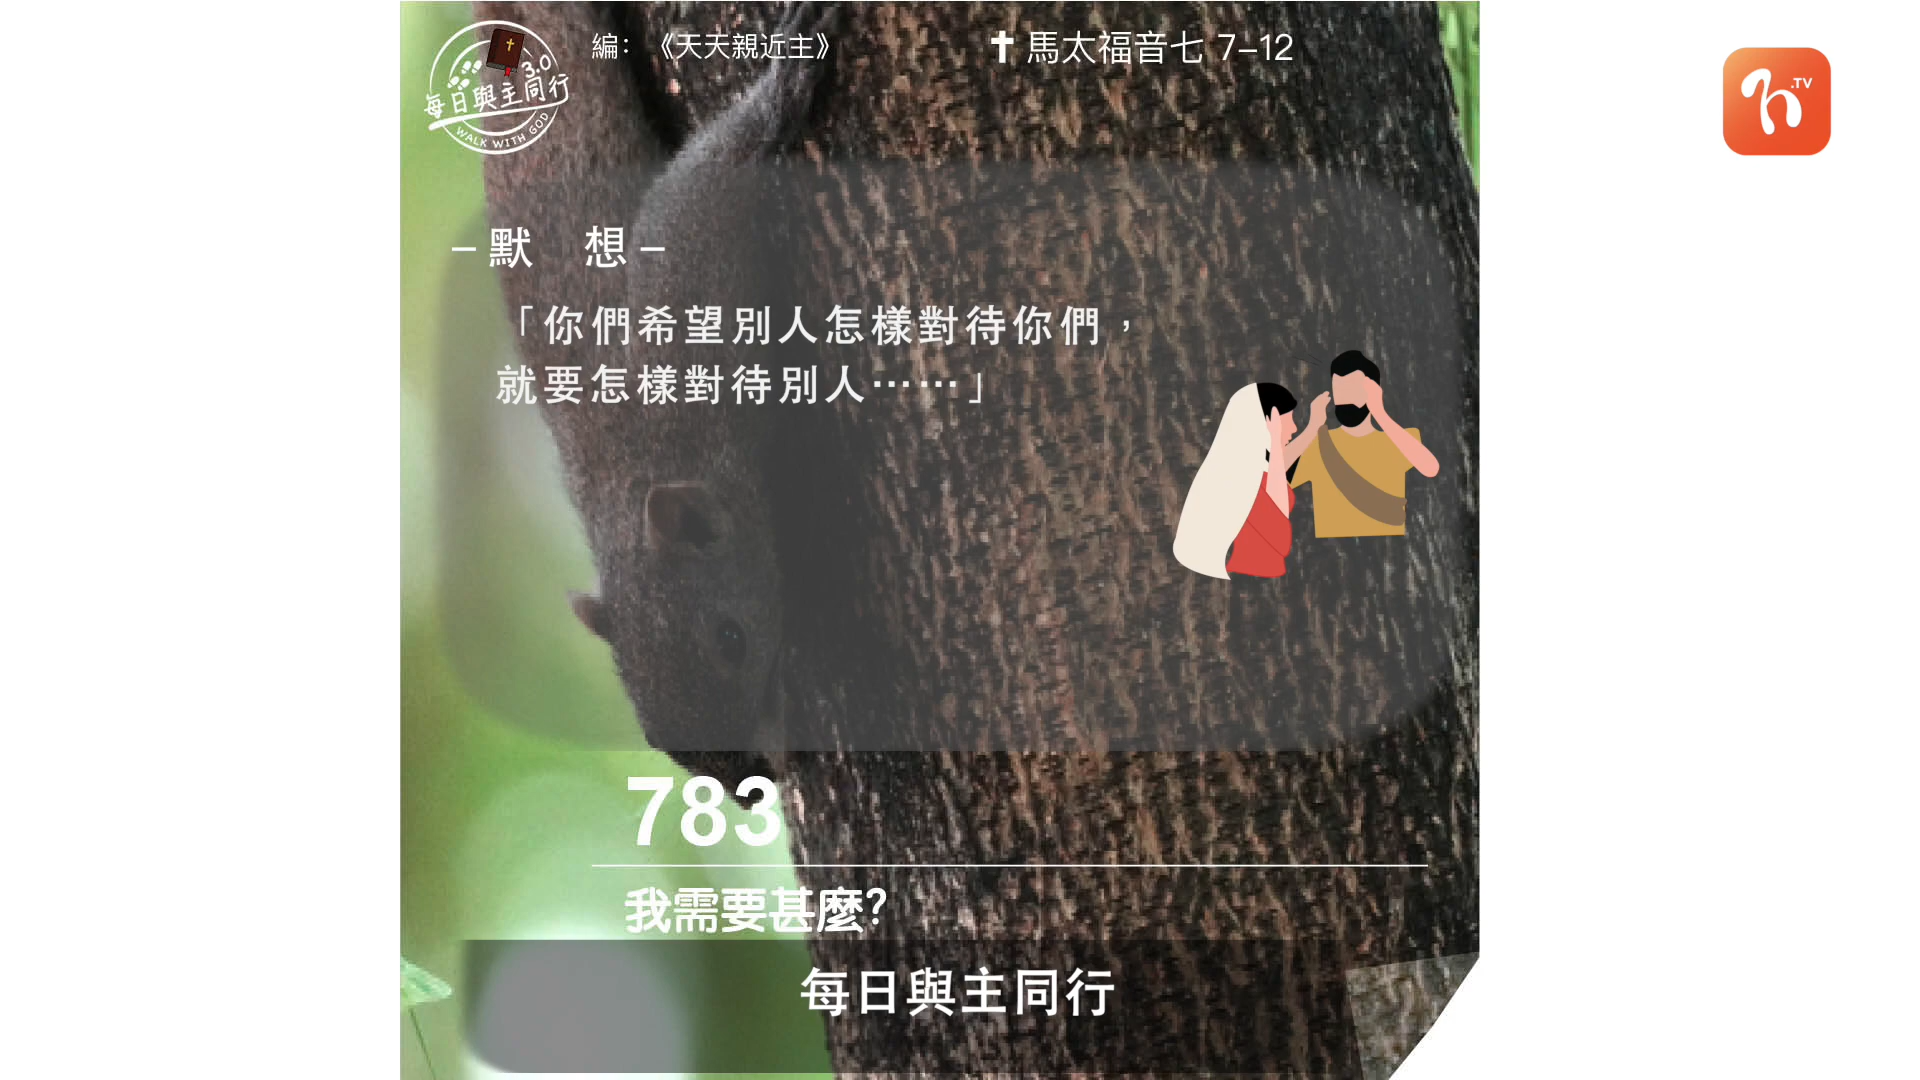 3.0
每日與主同行
WALK WITH GOD
編：《天天親近主》
✝ 馬太福音七 7-12
.TV
– 默 想 –
「你們希望別人怎樣對待你們，
就要怎樣對待別人……」
783
我需要甚麼?
每日與主同行